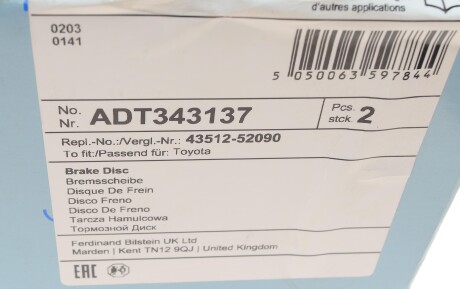 d'autres applications
0203
0141
5 050063 597844
No.
Nr. ADT343137
Pcs.
stck. 2
Repl.-No.:/Vergl.-Nr.: 43512-52090
To fit:/Passend für: Toyota
Brake Disc
Bremsscheibe
Disque De Frein
Disco Freno
Disco De Freno
Tarcza Hamulcowa
Тормозной Диск
Ferdinand Bilstein UK Ltd
Marden | Kent TN12 9QJ | United Kingdom
EAC